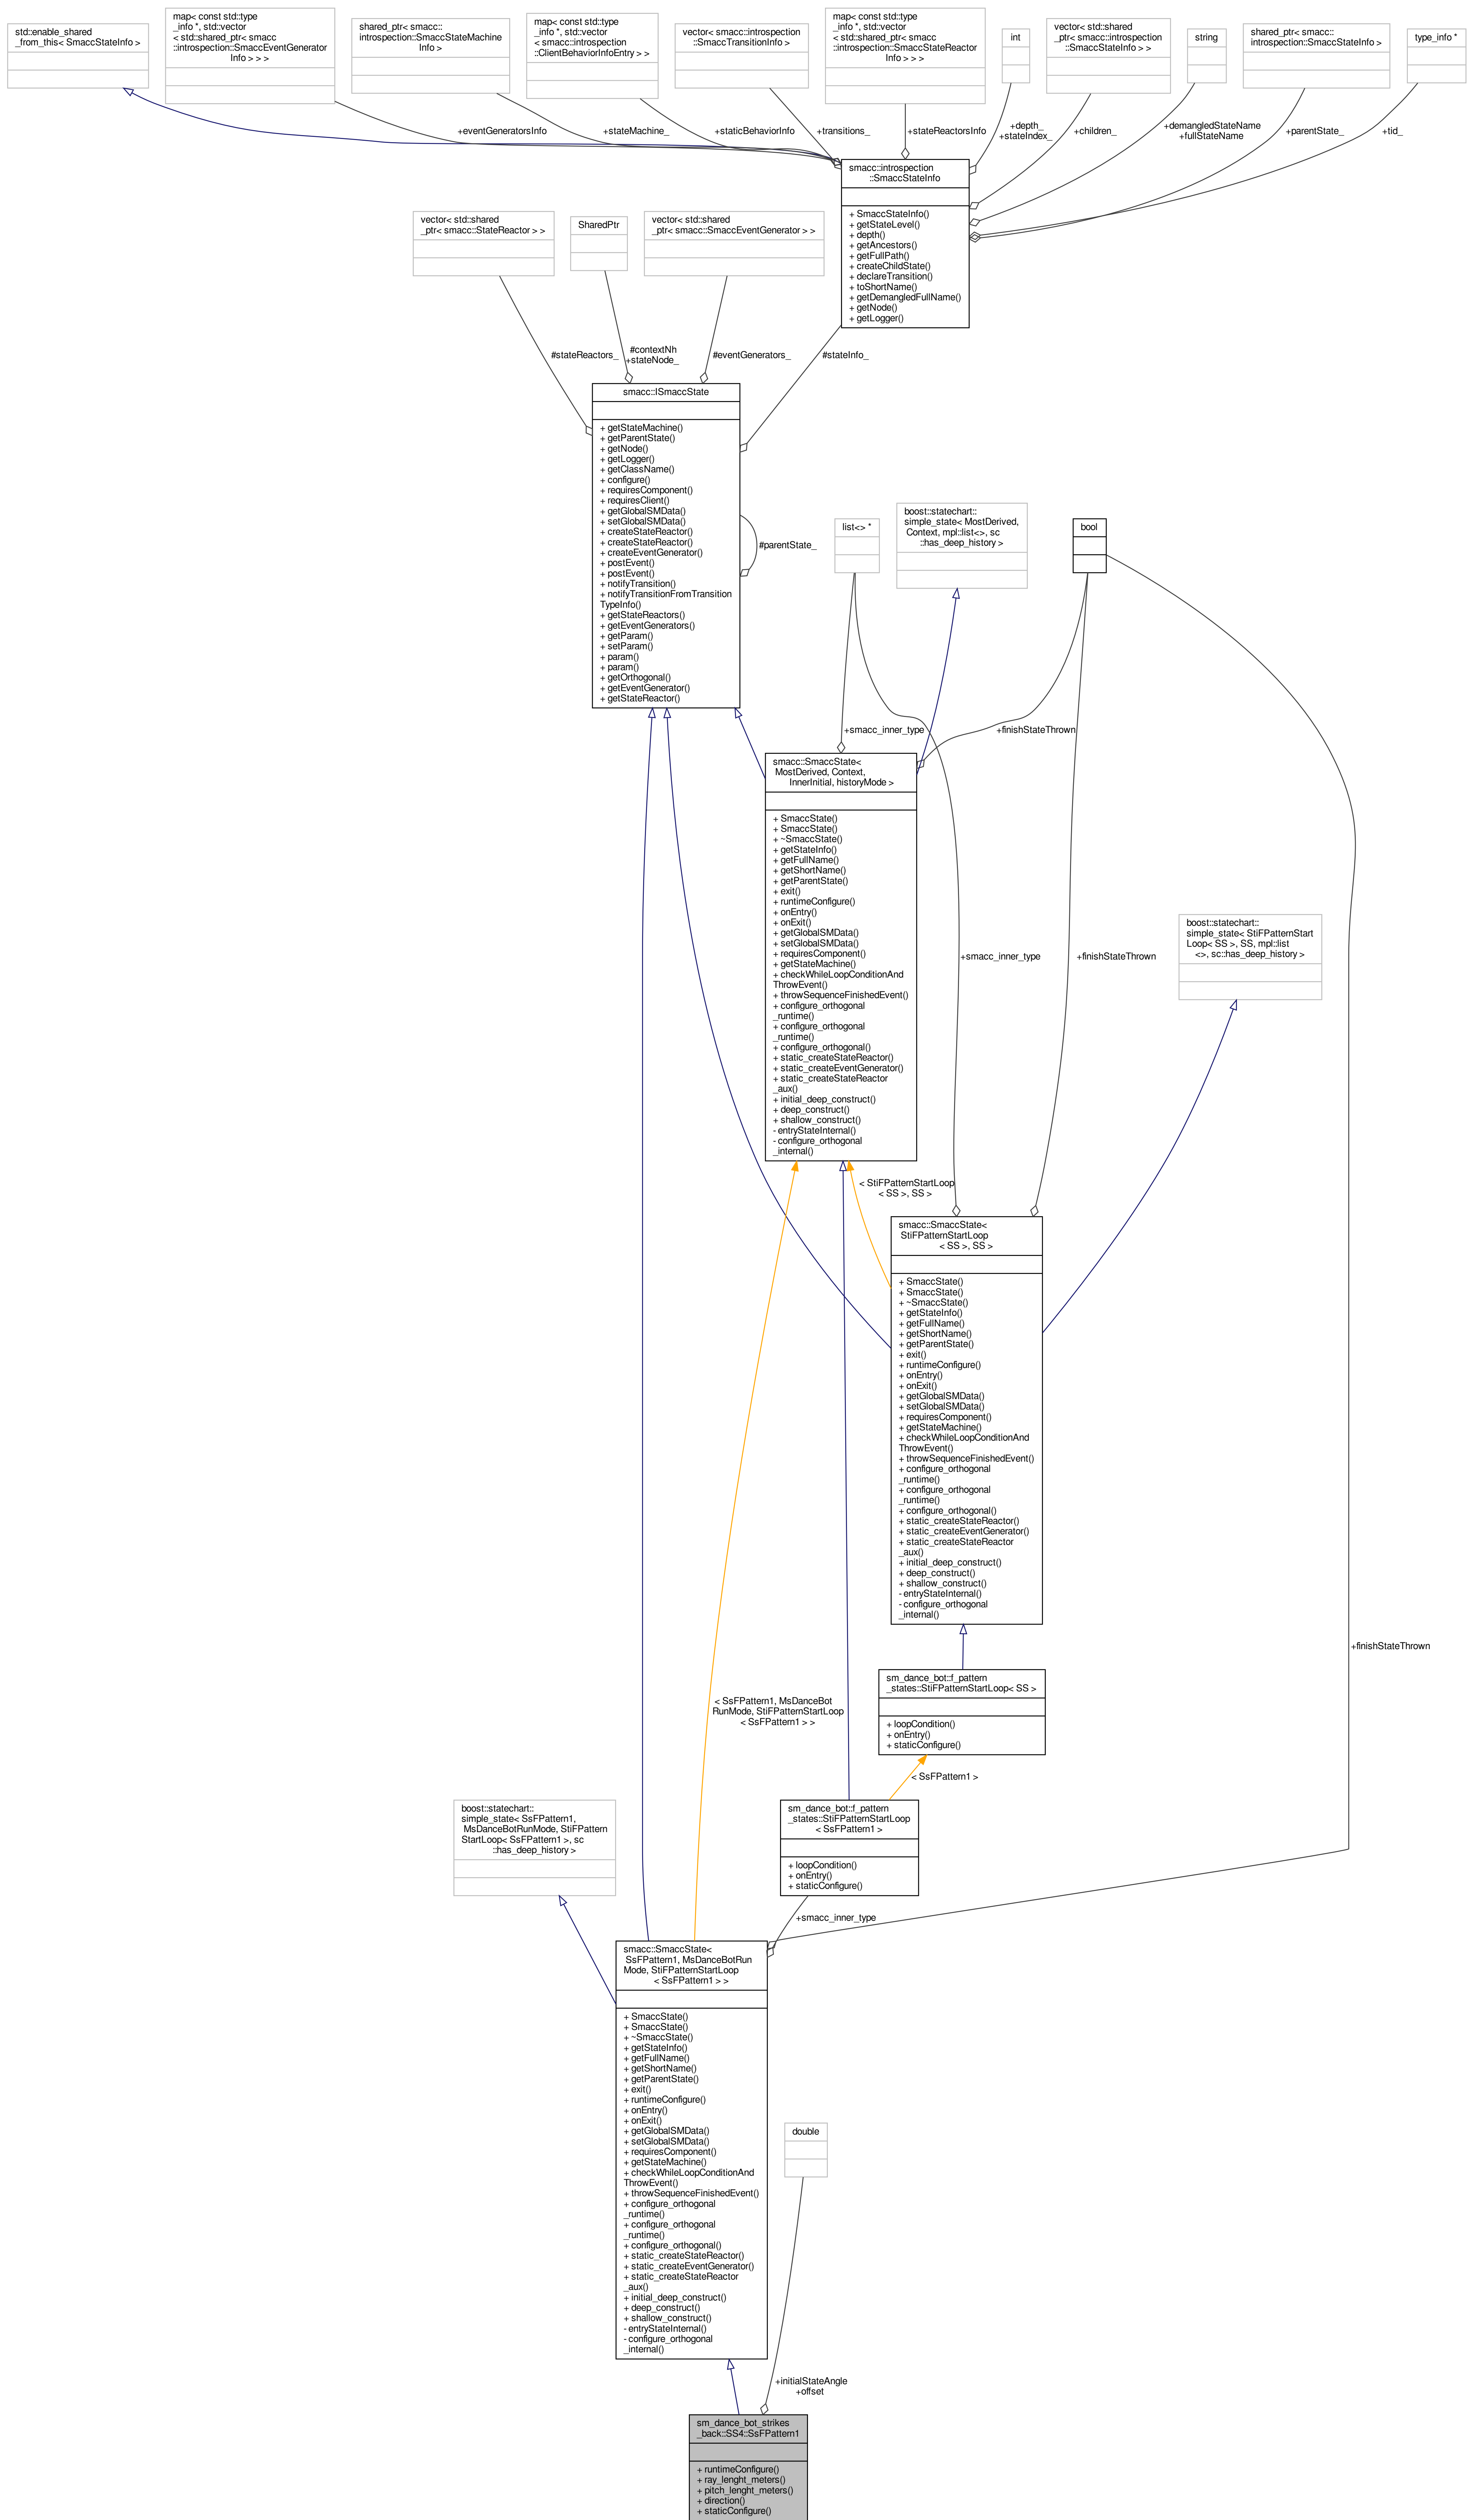 std::enable_shared
_from_this< SmaccStateInfo >
map< const std::type
_info *, std::vector
< std::shared_ptr< smacc
::introspection::SmaccEventGenerator
Info > > >
shared_ptr< smacc::
introspection::SmaccStateMachine
Info >
map< const std::type
_info *, std::vector
< smacc::introspection
::ClientBehaviorInfoEntry > >
vector< smacc::introspection
::SmaccTransitionInfo >
map< const std::type
_info *, std::vector
< std::shared_ptr< smacc
::introspection::SmaccStateReactor
Info > > >
int
vector< std::shared
_ptr< smacc::introspection
::SmaccStateInfo > >
string
shared_ptr< smacc::
introspection::SmaccStateInfo >
type_info *
+eventGeneratorsInfo
+stateMachine_
+staticBehaviorInfo
+transitions_
+stateReactorsInfo
+depth_
+stateIndex_
+children_
+demangledStateName
+fullStateName
+parentState_
+tid_
smacc::introspection
::SmaccStateInfo
+ SmaccStateInfo()
+ getStateLevel()
+ depth()
+ getAncestors()
+ getFullPath()
+ createChildState()
+ declareTransition()
+ toShortName()
+ getDemangledFullName()
+ getNode()
+ getLogger()
vector< std::shared
_ptr< smacc::StateReactor > >
SharedPtr
vector< std::shared
_ptr< smacc::SmaccEventGenerator > >
#stateReactors_
#contextNh
+stateNode_
#eventGenerators_
#stateInfo_
smacc::ISmaccState
+ getStateMachine()
+ getParentState()
+ getNode()
+ getLogger()
+ getClassName()
+ configure()
+ requiresComponent()
+ requiresClient()
+ getGlobalSMData()
+ setGlobalSMData()
+ createStateReactor()
+ createStateReactor()
+ createEventGenerator()
+ postEvent()
+ postEvent()
+ notifyTransition()
+ notifyTransitionFromTransition
TypeInfo()
+ getStateReactors()
+ getEventGenerators()
+ getParam()
+ setParam()
+ param()
+ param()
+ getOrthogonal()
+ getEventGenerator()
+ getStateReactor()
#parentState_
list<> *
boost::statechart::
simple_state< MostDerived,
Context, mpl::list<>, sc
::has_deep_history >
bool
+smacc_inner_type
+finishStateThrown
smacc::SmaccState<
MostDerived, Context,
InnerInitial, historyMode >
+ SmaccState()
+ SmaccState()
+ ~SmaccState()
+ getStateInfo()
+ getFullName()
+ getShortName()
+ getParentState()
+ exit()
+ runtimeConfigure()
+ onEntry()
+ onExit()
+ getGlobalSMData()
+ setGlobalSMData()
+ requiresComponent()
+ getStateMachine()
+ checkWhileLoopConditionAnd
ThrowEvent()
+ throwSequenceFinishedEvent()
+ configure_orthogonal
_runtime()
+ configure_orthogonal
_runtime()
+ configure_orthogonal()
+ static_createStateReactor()
+ static_createEventGenerator()
+ static_createStateReactor
_aux()
+ initial_deep_construct()
+ deep_construct()
+ shallow_construct()
- entryStateInternal()
- configure_orthogonal
_internal()
+smacc_inner_type
+finishStateThrown
boost::statechart::
simple_state< StiFPatternStart
Loop< SS >, SS, mpl::list
<>, sc::has_deep_history >
< StiFPatternStartLoop
< SS >, SS >
smacc::SmaccState<
StiFPatternStartLoop
< SS >, SS >
+ SmaccState()
+ SmaccState()
+ ~SmaccState()
+ getStateInfo()
+ getFullName()
+ getShortName()
+ getParentState()
+ exit()
+ runtimeConfigure()
+ onEntry()
+ onExit()
+ getGlobalSMData()
+ setGlobalSMData()
+ requiresComponent()
+ getStateMachine()
+ checkWhileLoopConditionAnd
ThrowEvent()
+ throwSequenceFinishedEvent()
+ configure_orthogonal
_runtime()
+ configure_orthogonal
_runtime()
+ configure_orthogonal()
+ static_createStateReactor()
+ static_createEventGenerator()
+ static_createStateReactor
_aux()
+ initial_deep_construct()
+ deep_construct()
+ shallow_construct()
- entryStateInternal()
- configure_orthogonal
_internal()
+finishStateThrown
sm_dance_bot::f_pattern
_states::StiFPatternStartLoop< SS >
+ loopCondition()
+ onEntry()
+ staticConfigure()
< SsFPattern1, MsDanceBot
RunMode, StiFPatternStartLoop
< SsFPattern1 > >
< SsFPattern1 >
boost::statechart::
simple_state< SsFPattern1,
MsDanceBotRunMode, StiFPattern
StartLoop< SsFPattern1 >, sc
::has_deep_history >
sm_dance_bot::f_pattern
_states::StiFPatternStartLoop
< SsFPattern1 >
+ loopCondition()
+ onEntry()
+ staticConfigure()
+smacc_inner_type
smacc::SmaccState<
SsFPattern1, MsDanceBotRun
Mode, StiFPatternStartLoop
< SsFPattern1 > >
+ SmaccState()
+ SmaccState()
+ ~SmaccState()
+ getStateInfo()
+ getFullName()
+ getShortName()
+ getParentState()
+ exit()
+ runtimeConfigure()
+ onEntry()
+ onExit()
+ getGlobalSMData()
+ setGlobalSMData()
+ requiresComponent()
+ getStateMachine()
+ checkWhileLoopConditionAnd
ThrowEvent()
+ throwSequenceFinishedEvent()
+ configure_orthogonal
_runtime()
+ configure_orthogonal
_runtime()
+ configure_orthogonal()
+ static_createStateReactor()
+ static_createEventGenerator()
+ static_createStateReactor
_aux()
+ initial_deep_construct()
+ deep_construct()
+ shallow_construct()
- entryStateInternal()
- configure_orthogonal
_internal()
double
+initialStateAngle
+offset
sm_dance_bot_strikes
_back::SS4::SsFPattern1
+ runtimeConfigure()
+ ray_lenght_meters()
+ pitch_lenght_meters()
+ direction()
+ staticConfigure()